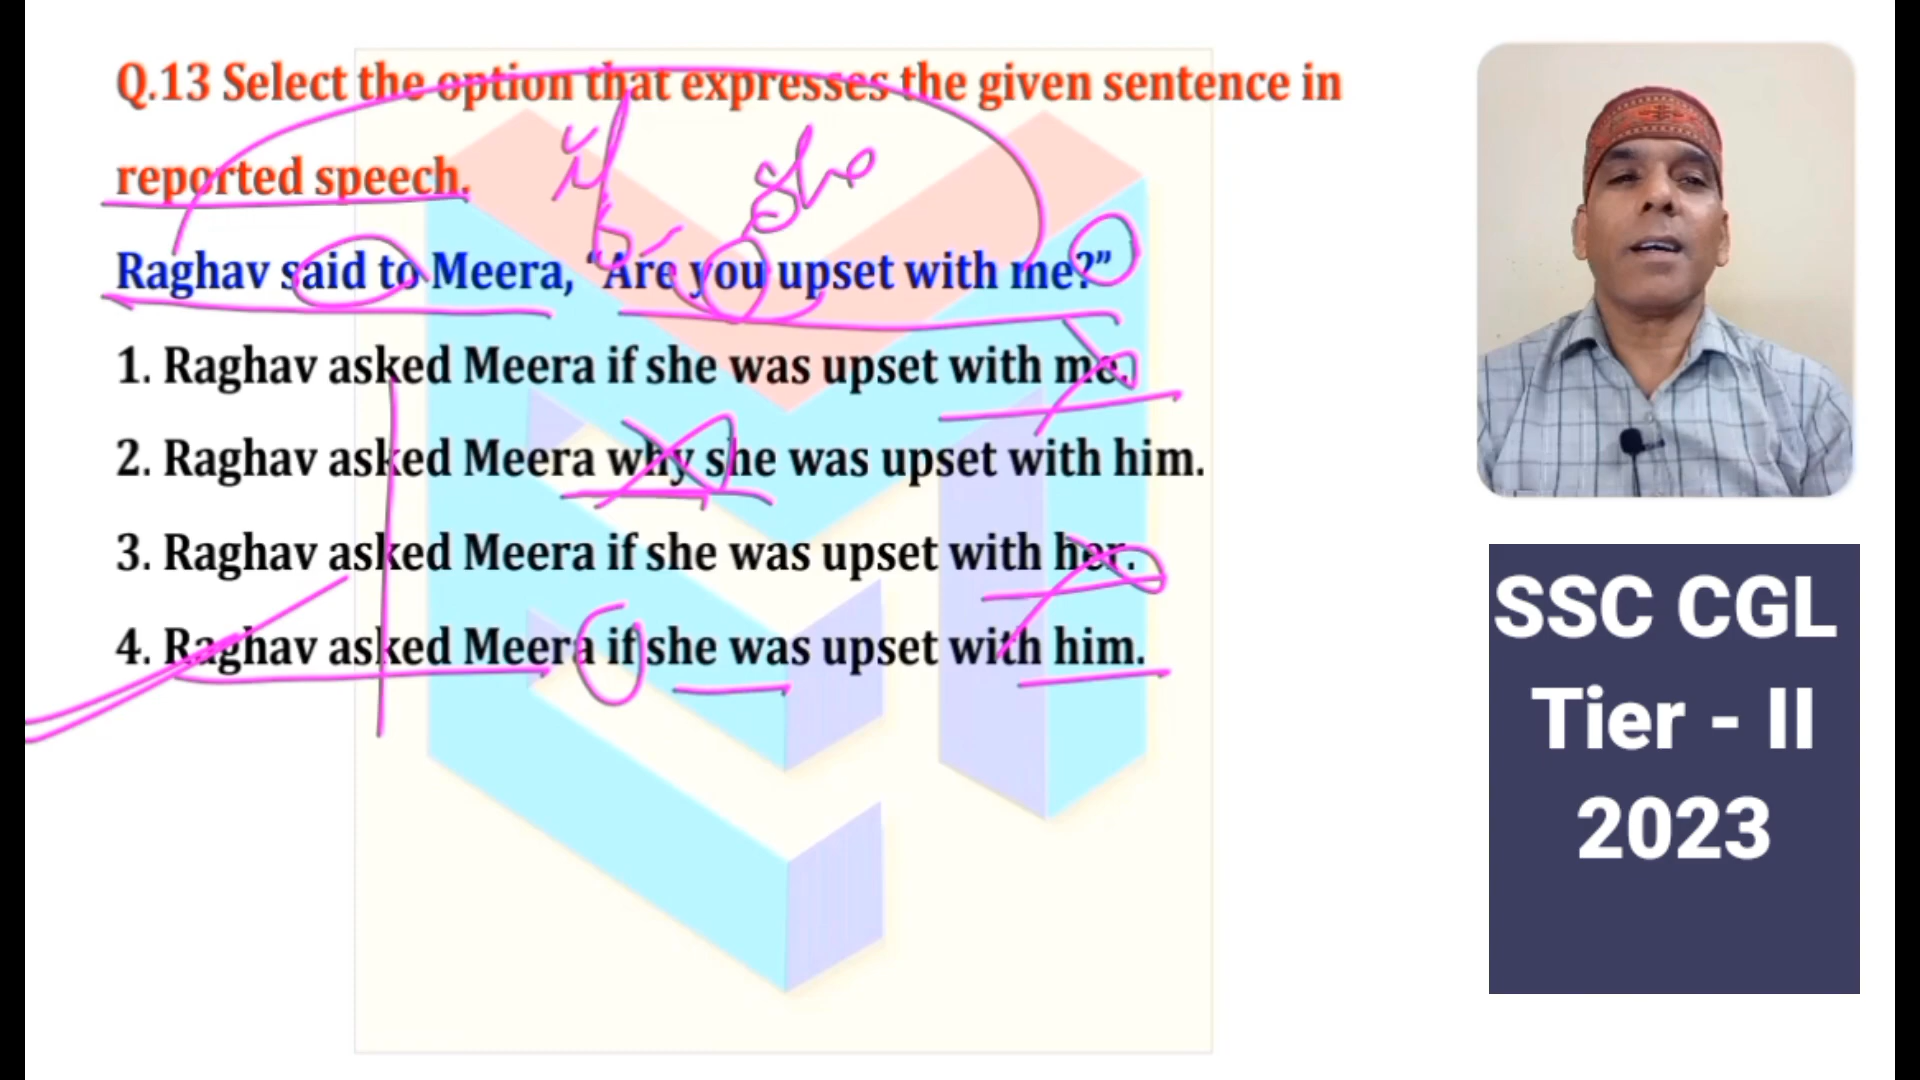 Q.13 Select the option that expresses the given sentence in
reported speech.
if
she
Raghav said to Meera, “Are you upset with me?”
1. Raghav asked Meera if she was upset with me.
2. Raghav asked Meera why she was upset with him.
3. Raghav asked Meera if she was upset with her.
4. Raghav asked Meera if she was upset with him.
SSC CGL
Tier - II
2023